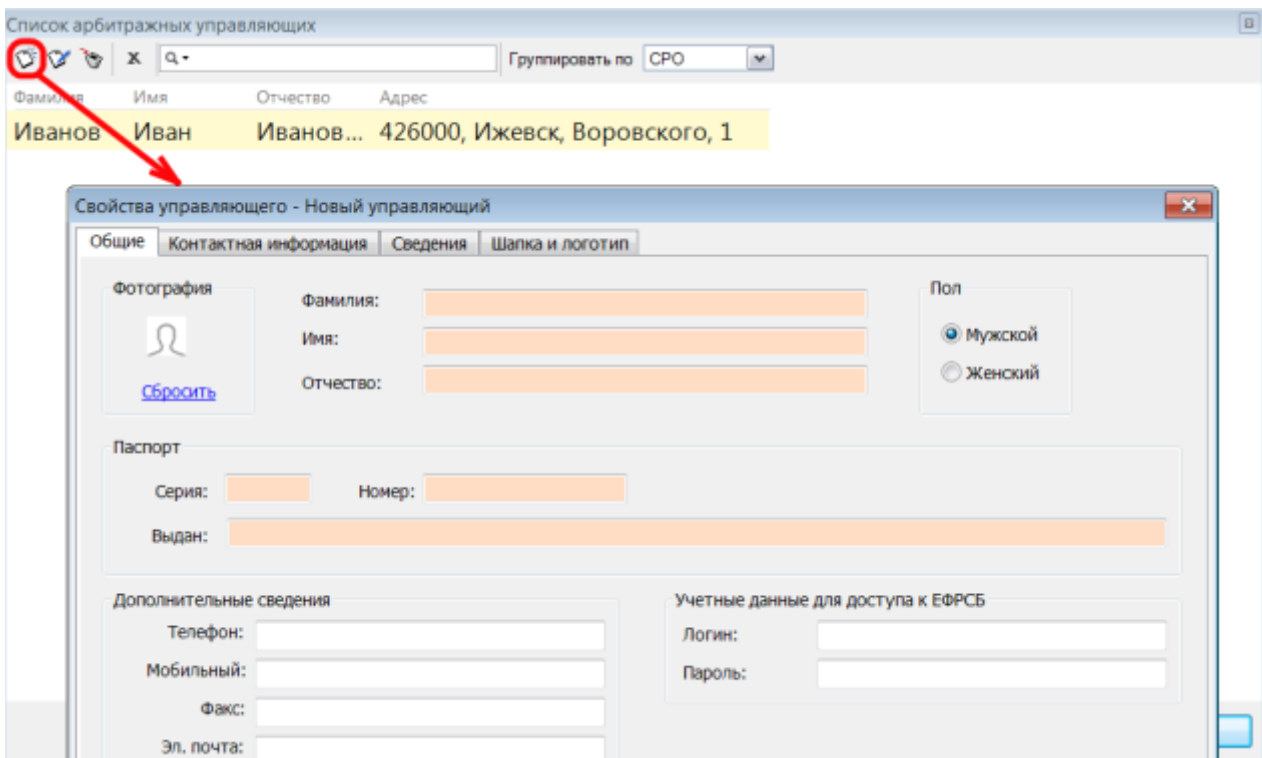 Список арбитражных управляющих
Группировать по СРО
Фамилия Имя Отчество Адрес
Иванов Иван Иванов... 426000, Ижевск, Воровского, 1
Свойства управляющего - Новый управляющий
Общие Контактная информация Сведения Шапка и логотип
Фотография Пол
Фамилия:
Имя: Мужской
Отчество: Женский
Сбросить
Паспорт
Серия: Номер:
Выдан:
Дополнительные сведения Учетные данные для доступа к ЕФРСБ
Телефон: Логин:
Мобильный: Пароль:
Факс:
Эл. почта: